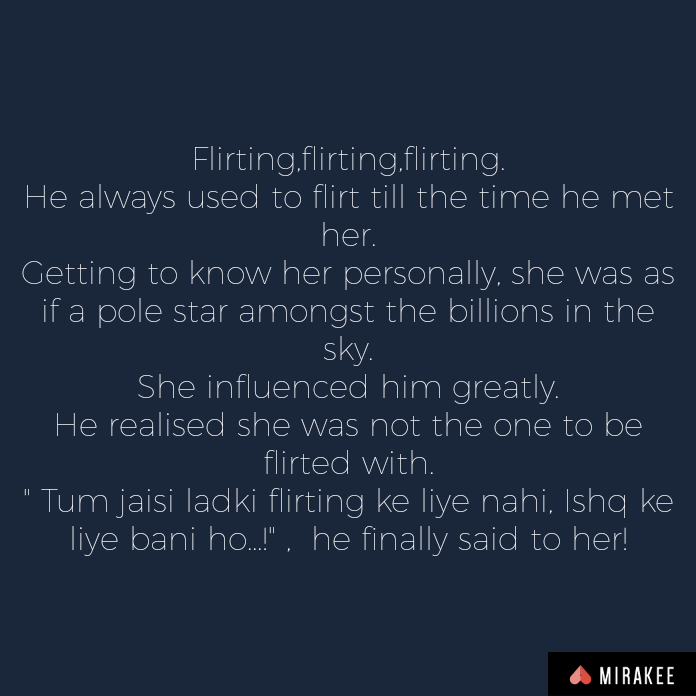 Flirting,flirting,flirting.
He always used to flirt till the time he met
her.
Getting to know her personally, she was as
if a pole star amongst the billions in the
sky.
She influenced him greatly.
He realised she was not the one to be
flirted with.
" Tum jaisi ladki flirting ke liye nahi, Ishq ke
liye bani ho...!" ,  he finally said to her!
MIRAKEE